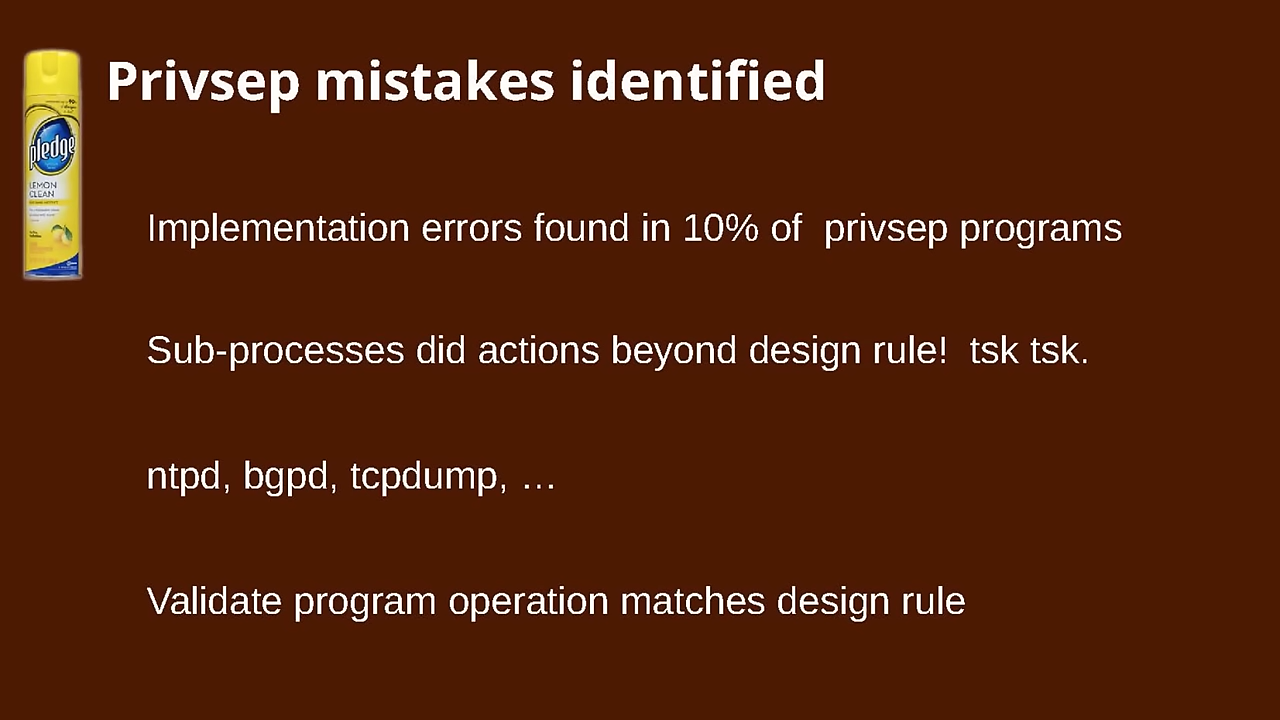 Privsep mistakes identified
pledge
LEMON
CLEAN
Implementation errors found in 10% of  privsep programs
Sub-processes did actions beyond design rule!  tsk tsk.
ntpd, bgpd, tcpdump, …
Validate program operation matches design rule